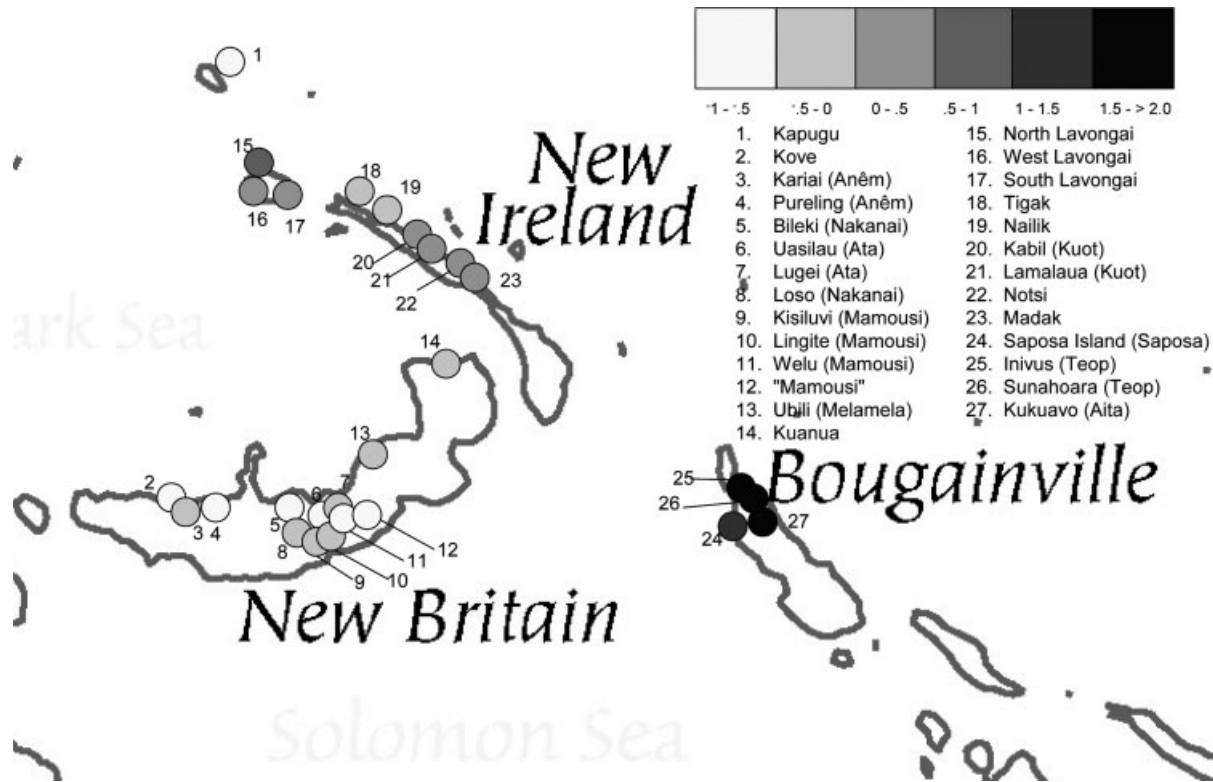 -1 - -.5
-.5 - 0
0 - .5
.5 - 1
1 - 1.5
1.5 - > 2.0
1. Kapugu
2. Kove
3. Kariai (Anêm)
4. Pureling (Anêm)
5. Bileki (Nakanai)
6. Uasilau (Ata)
7. Lugei (Ata)
8. Loso (Nakanai)
9. Kisiluvi (Mamousi)
10. Lingite (Mamousi)
11. Welu (Mamousi)
12. "Mamousi"
13. Ubili (Melamela)
14. Kuanua
15. North Lavongai
16. West Lavongai
17. South Lavongai
18. Tigak
19. Nailik
20. Kabil (Kuot)
21. Lamalaua (Kuot)
22. Notsi
23. Madak
24. Saposa Island (Saposa)
25. Inivus (Teop)
26. Sunahoara (Teop)
27. Kukuavo (Aita)
1
15
16
17
18
19
New
Ireland
20
21
22
23
ark Sea
14
13
2
3
4
5
6
7
8
9
10
11
12
New Britain
25
26
24
27
Bougainville
Solomon Sea